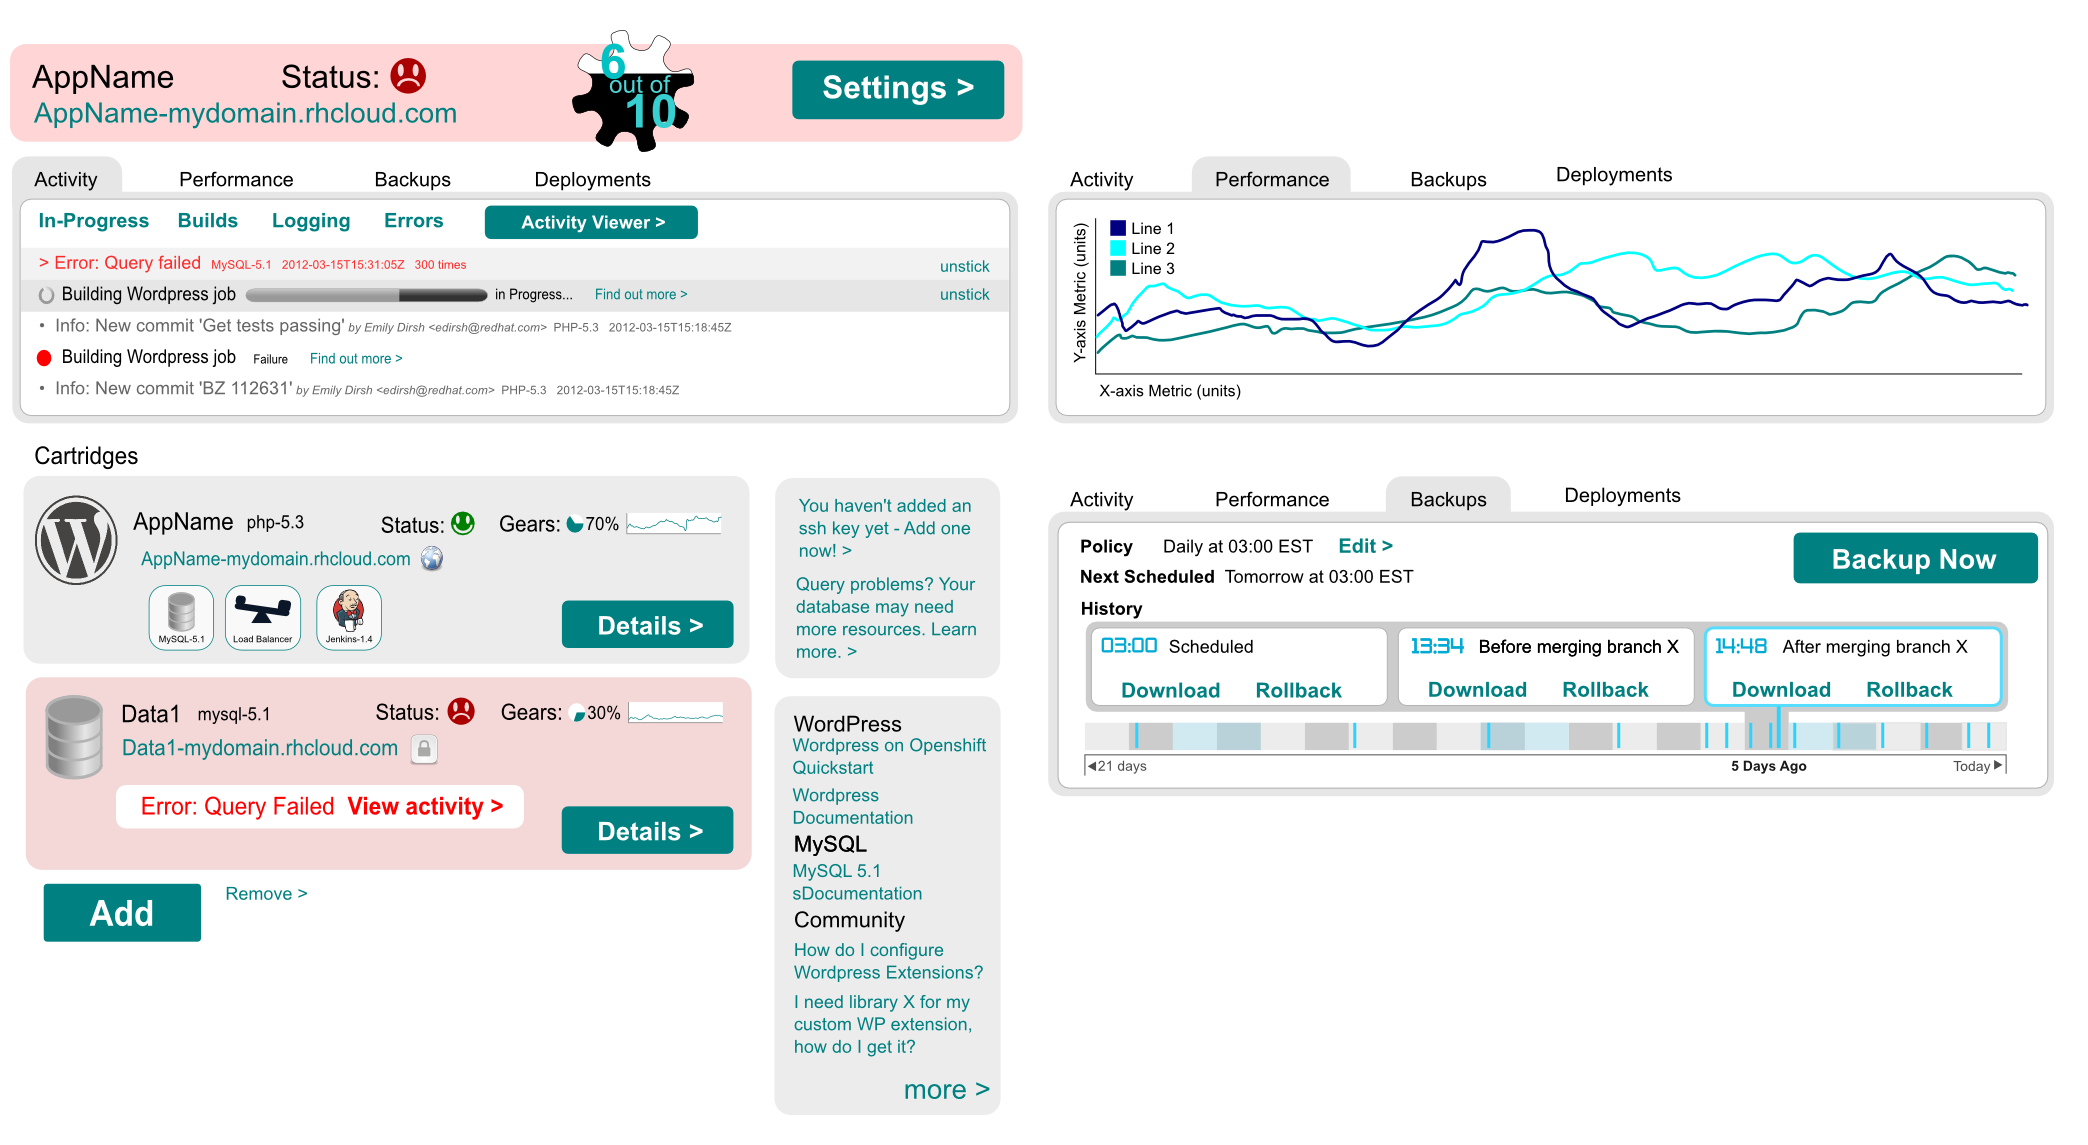 AppName Status:
AppName-mydomain.rhcloud.com
6
out of
10
Settings >
Activity Performance Backups Deployments
In-Progress Builds Logging Errors Activity Viewer >
> Error: Query failed MySQL-5.1 2012-03-15T15:31:05Z 300 times unstick
Building Wordpress job in Progress... Find out more > unstick
• Info: New commit 'Get tests passing' by Emily Dirsh <edirsh@redhat.com> PHP-5.3 2012-03-15T15:18:45Z
Building Wordpress job Failure Find out more >
• Info: New commit 'BZ 112631' by Emily Dirsh <edirsh@redhat.com> PHP-5.3 2012-03-15T15:18:45Z
Cartridges
AppName php-5.3 Status: Gears: 70%
AppName-mydomain.rhcloud.com
MySQL-5.1 Load Balancer Jenkins-1.4
Details >
Data1 mysql-5.1 Status: Gears: 30%
Data1-mydomain.rhcloud.com
Error: Query Failed View activity >
Details >
Add
Remove >
You haven't added an
ssh key yet - Add one
now! >
Query problems? Your
database may need
more resources. Learn
more. >
WordPress
Wordpress on Openshift
Quickstart
Wordpress
Documentation
MySQL
MySQL 5.1
sDocumentation
Community
How do I configure
Wordpress Extensions?
I need library X for my
custom WP extension,
how do I get it?
more >
Activity Performance Backups Deployments
Y-axis Metric (units)
Line 1
Line 2
Line 3
X-axis Metric (units)
Activity Performance Backups Deployments
Policy Daily at 03:00 EST Edit >
Backup Now
Next Scheduled Tomorrow at 03:00 EST
History
03:00 Scheduled
Download Rollback
13:34 Before merging branch X
Download Rollback
14:48 After merging branch X
Download Rollback
◀21 days 5 Days Ago Today▶